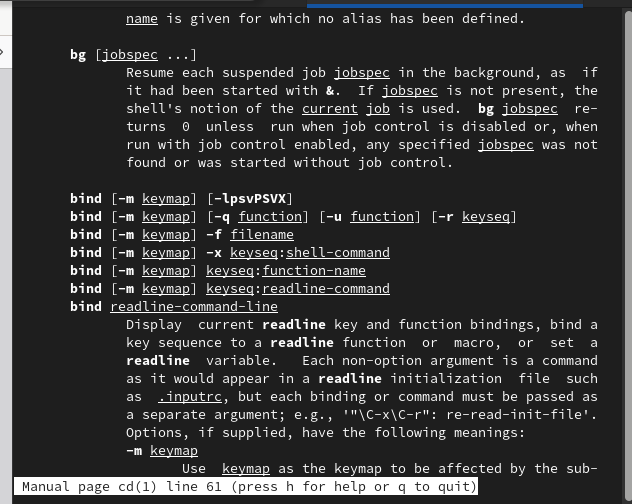 name is given for which no alias has been defined.
bg [jobspec ...]
Resume each suspended job jobspec in the background, as if
it had been started with &. If jobspec is not present, the
shell's notion of the current job is used. bg jobspec re-
turns 0 unless run when job control is disabled or, when
run with job control enabled, any specified jobspec was not
found or was started without job control.
bind [-m keymap] [-lpsvPSVX]
bind [-m keymap] [-q function] [-u function] [-r keyseq]
bind [-m keymap] -f filename
bind [-m keymap] -x keyseq:shell-command
bind [-m keymap] keyseq:function-name
bind [-m keymap] keyseq:readline-command
bind readline-command-line
Display current readline key and function bindings, bind a
key sequence to a readline function or macro, or set a
readline variable. Each non-option argument is a command
as it would appear in a readline initialization file such
as .inputrc, but each binding or command must be passed as
a separate argument; e.g., '"\C-x\C-r": re-read-init-file'.
Options, if supplied, have the following meanings:
-m keymap
Use keymap as the keymap to be affected by the sub-
Manual page cd(1) line 61 (press h for help or q to quit)